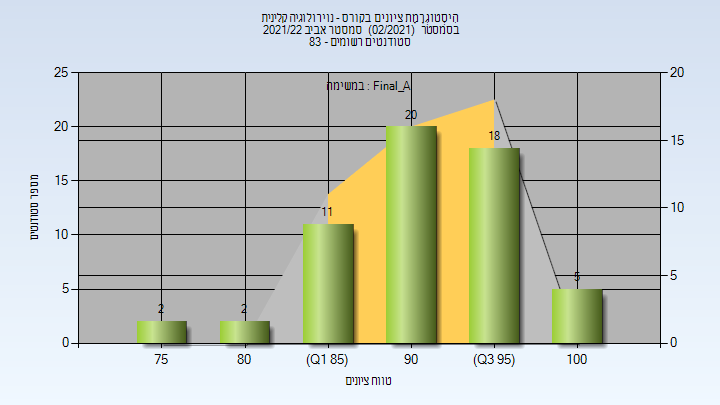 היסטוגרמת ציונים בקורס - נוירולוגיה קלינית
בסמסטר (02/2021) סמסטר אביב 2021/22
סטודנטים רשומים - 83
במשימה : Final_A
25
20
15
10
5
0
20
15
10
5
0
2
2
11
20
18
5
75
80
(Q1 85)
90
(Q3 95)
100
מספר סטודנטים
טווח ציונים